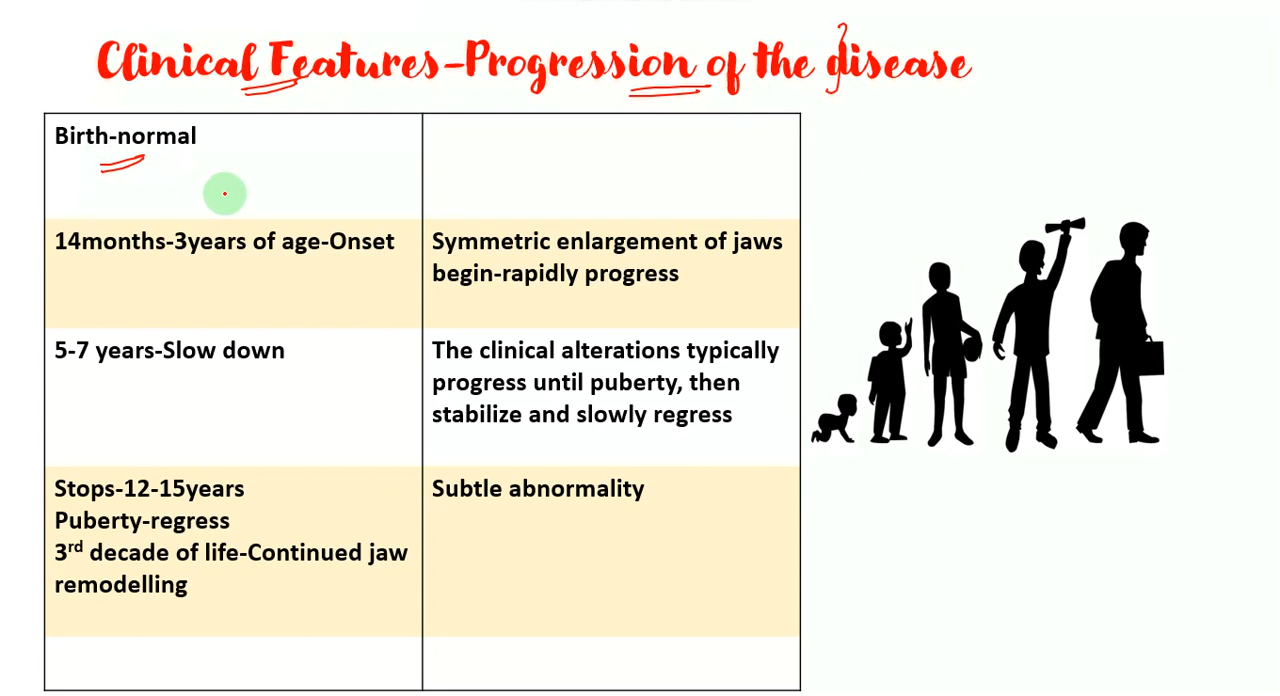 Clinical Features-Progression of the disease
Birth-normal
14months-3years of age-Onset
Symmetric enlargement of jaws
begin-rapidly progress
5-7 years-Slow down
The clinical alterations typically
progress until puberty, then
stabilize and slowly regress
Stops-12-15years
Puberty-regress
3rd decade of life-Continued jaw
remodelling
Subtle abnormality